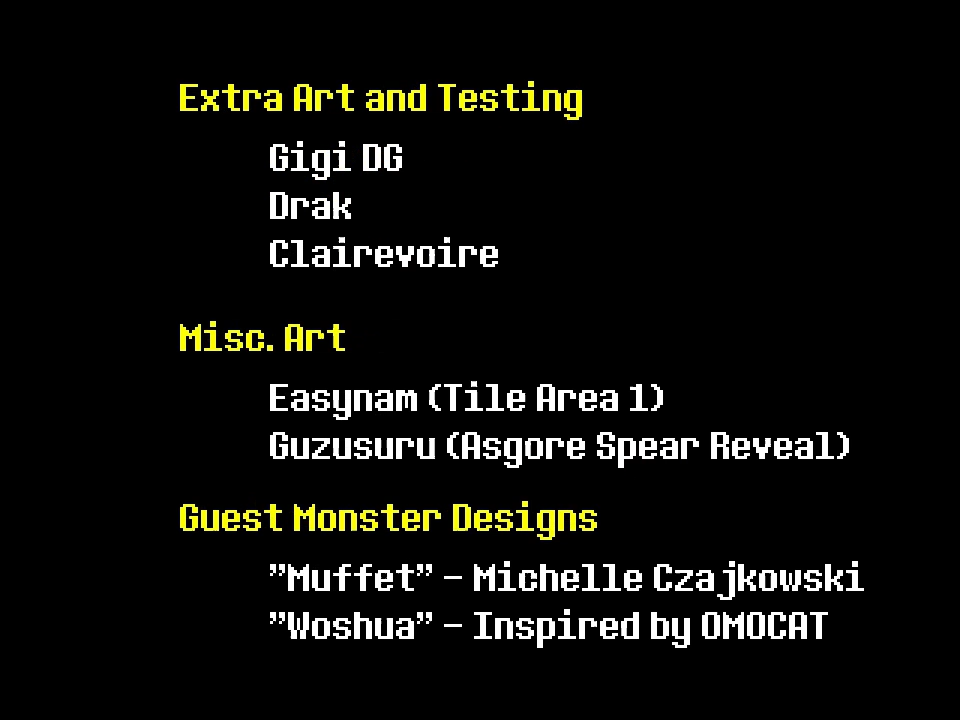 Extra Art and Testing
Gigi DG
Drak
Clairevoire
Misc. Art
Easynam (Tile Area 1)
Guzusuru (Asgore Spear Reveal)
Guest Monster Designs
"Muffet" - Michelle Czajkowski
"Woshua" - Inspired by OMOCAT